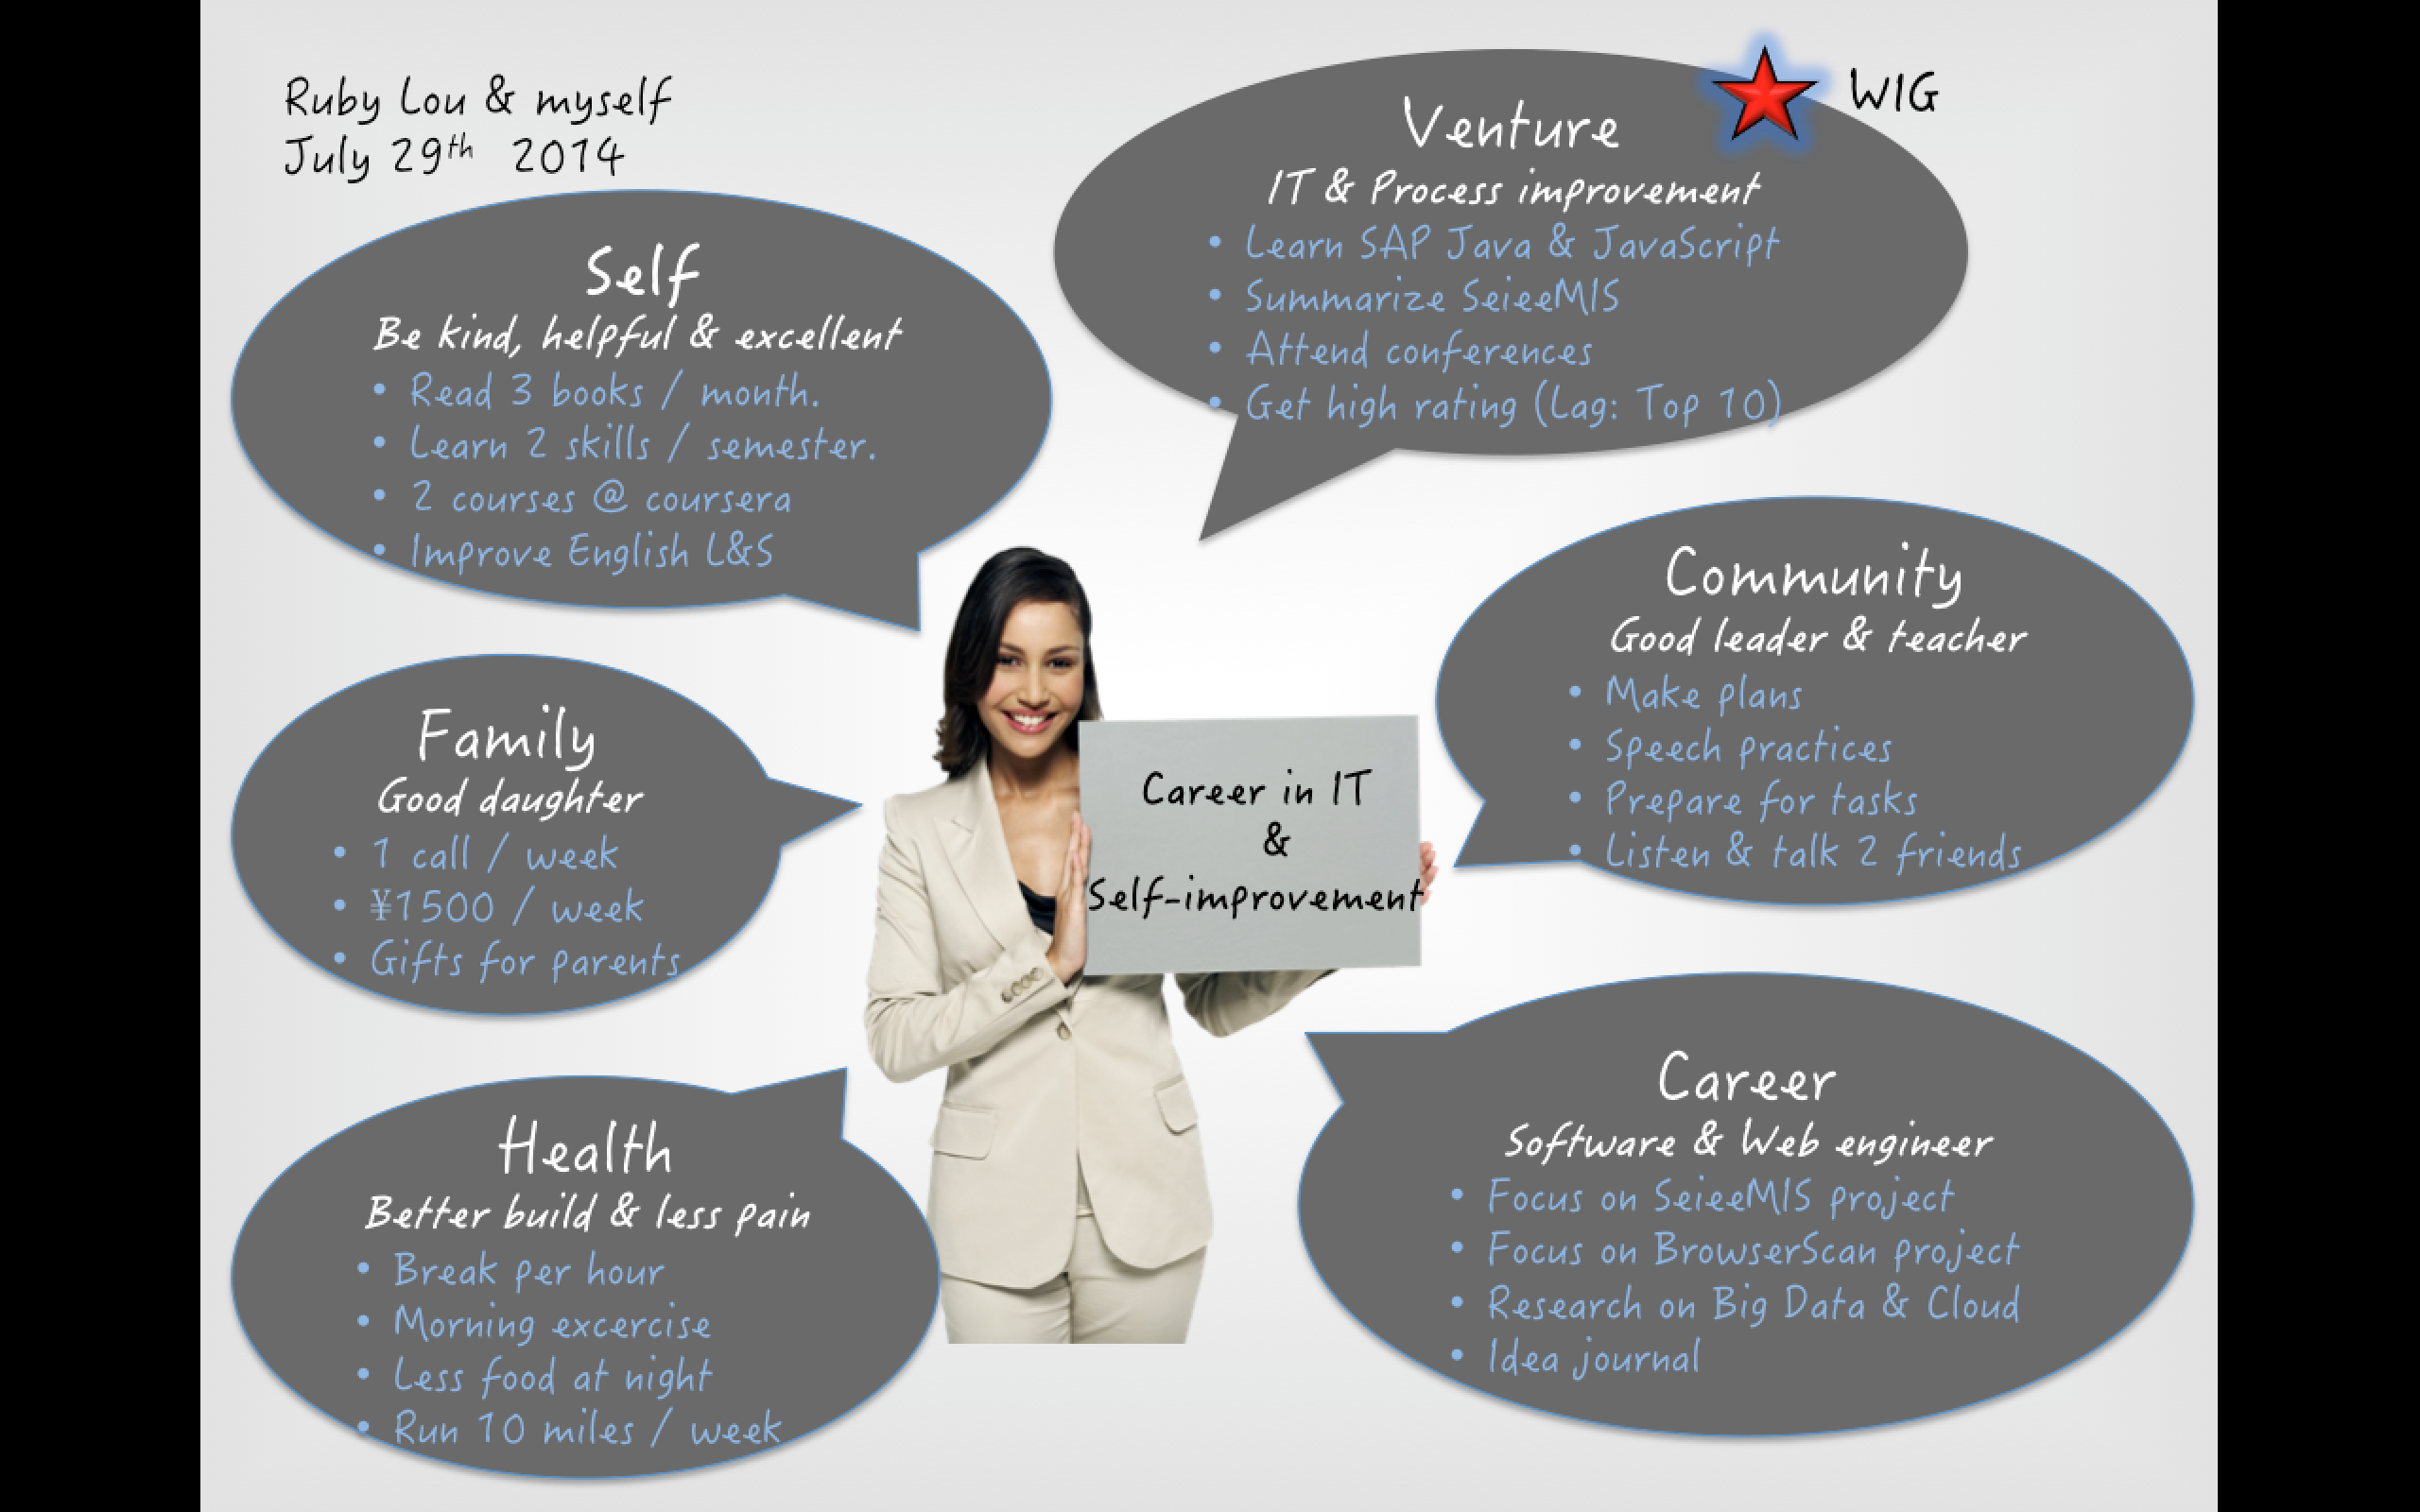 Ruby Lou & myself
July 29th 2014
WIG
Self
Be kind, helpful & excellent
• Read 3 books / month.
• Learn 2 skills / semester.
• 2 courses @ coursera
• Improve English L&S
Venture
IT & Process improvement
• Learn SAP Java & JavaScript
• Summarize SeieeMIS
• Attend conferences
• Get high rating (Lag: Top 10)
Family
Good daughter
• 1 call / week
• ¥1500 / week
• Gifts for parents
Career in IT
&
Self-improvement
Community
Good leader & teacher
• Make plans
• Speech practices
• Prepare for tasks
• Listen & talk 2 friends
Health
Better build & less pain
• Break per hour
• Morning excercise
• Less food at night
• Run 10 miles / week
Career
Software & Web engineer
• Focus on SeieeMIS project
• Focus on BrowserScan project
• Research on Big Data & Cloud
• Idea journal